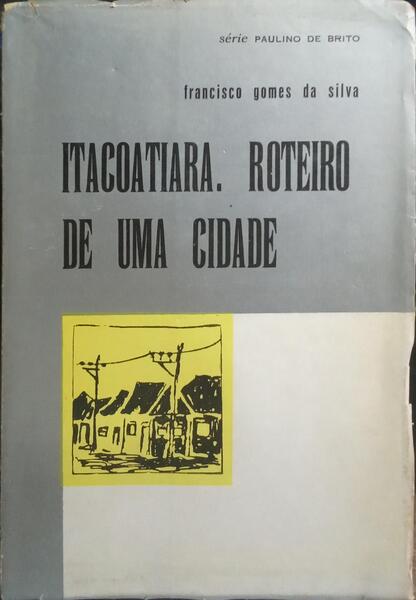 série PAULINO DE BRITO
francisco gomes da silva
ITACOATIARA. ROTEIRO
DE UMA CIDADE